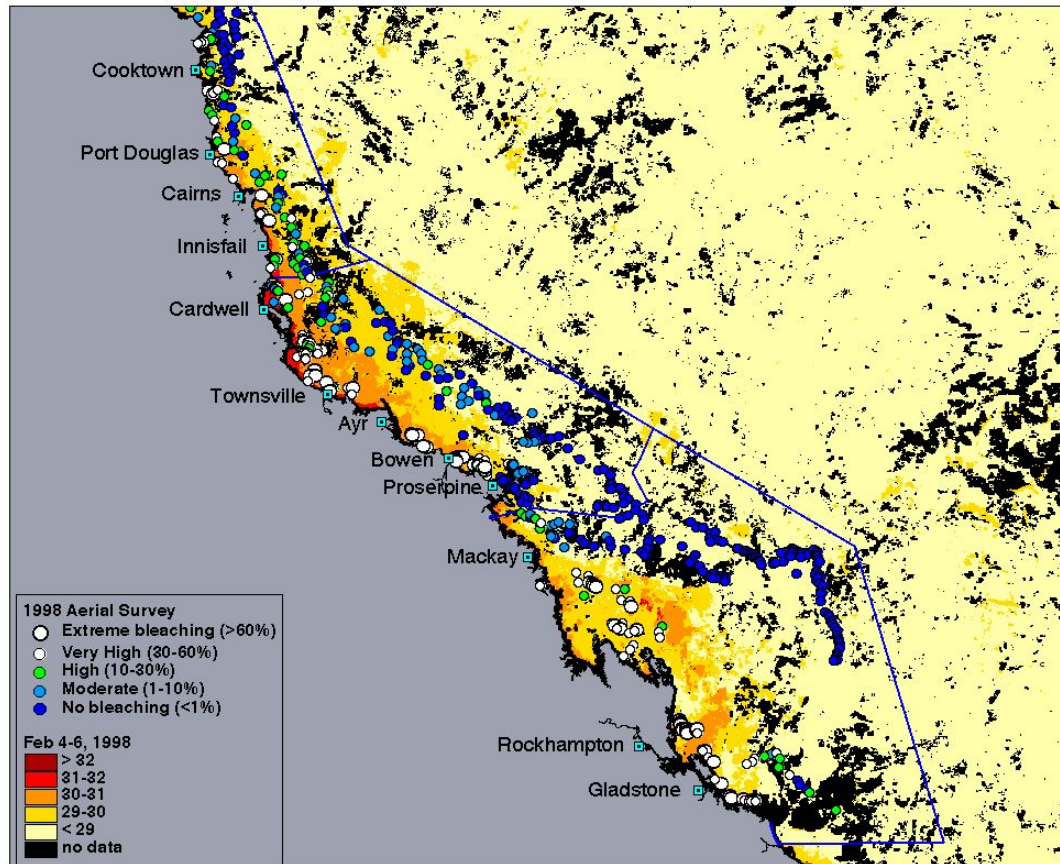 Cooktown
Port Douglas
Cairns
Innisfail
Cardwell
Townsville
Ayr
Bowen
Proserpine
Mackay
Rockhampton
Gladstone
1998 Aerial Survey
Extreme bleaching (>60%)
Very High (30-60%)
High (10-30%)
Moderate (1-10%)
No bleaching (<1%)
Feb 4-6, 1998
> 32
31-32
30-31
29-30
< 29
no data